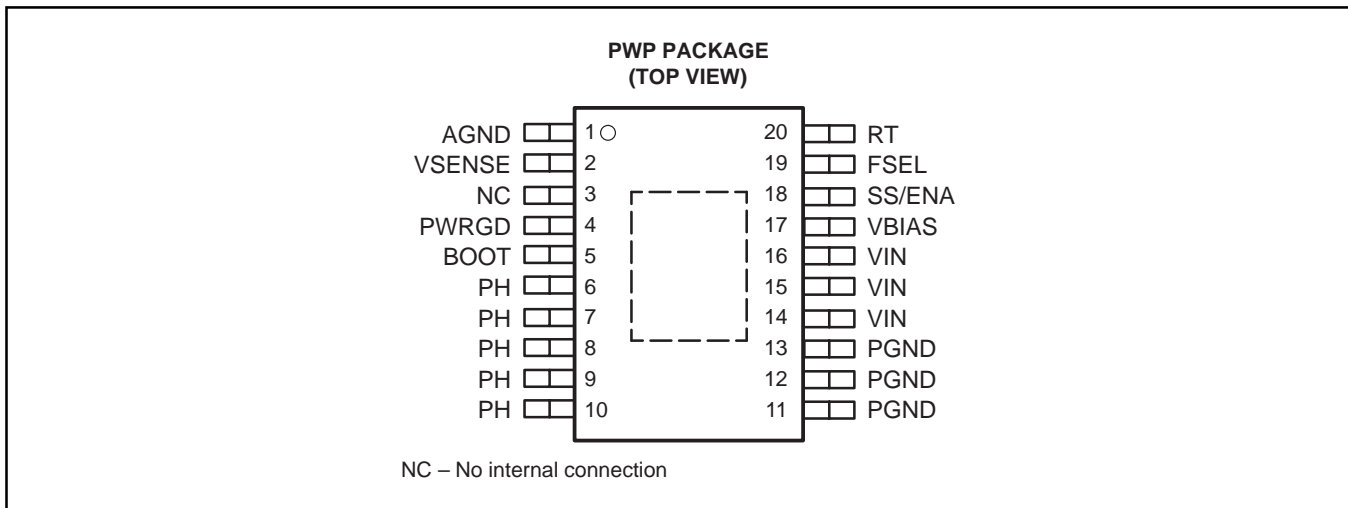 PWP PACKAGE
(TOP VIEW)
AGND 1 20 RT
VSENSE 2 19 FSEL
NC 3 18 SS/ENA
PWRGD 4 17 VBIAS
BOOT 5 16 VIN
PH 6 15 VIN
PH 7 14 VIN
PH 8 13 PGND
PH 9 12 PGND
PH 10 11 PGND
NC – No internal connection